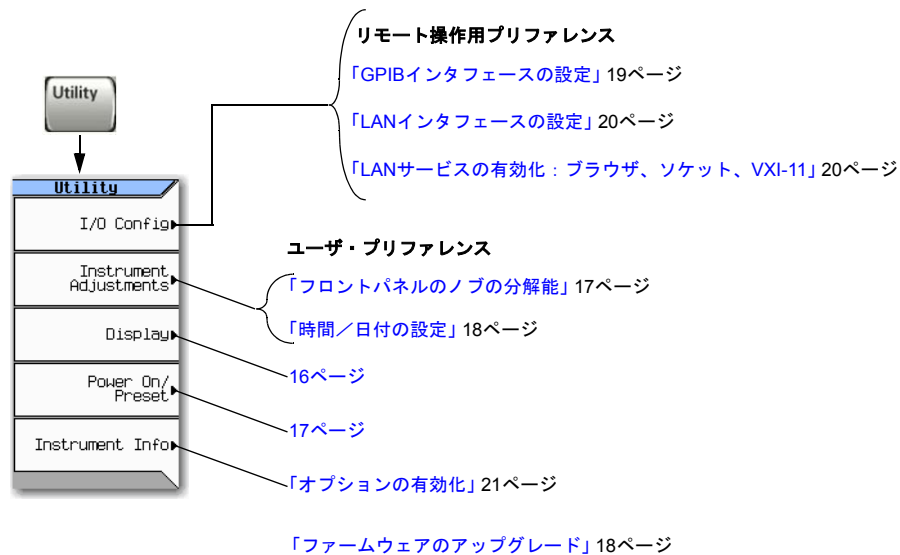 リモート操作用プリファレンス
「GPIBインタフェースの設定」19ページ
Utility
「LANインタフェースの設定」20ページ
「LANサービスの有効化：ブラウザ、ソケット、VXI-11」20ページ
Utility
I/O Config
ユーザ・プリファレンス
Instrument
Adjustments
「フロントパネルのノブの分解能」17ページ
「時間／日付の設定」18ページ
Display
16ページ
Power On/
Preset
17ページ
Instrument Info
「オプションの有効化」21ページ
「ファームウェアのアップグレード」18ページ